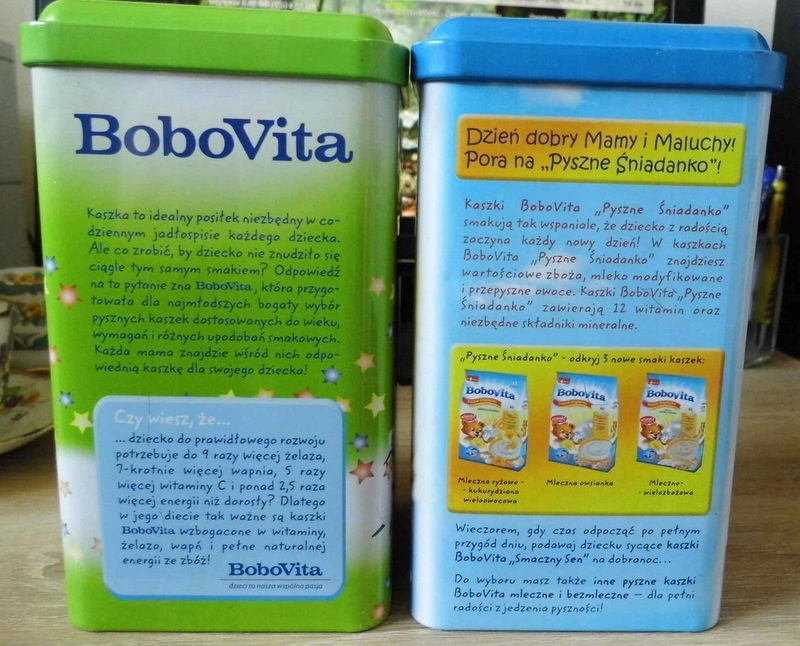 BoboVita
Kaszka to idealny posiłek niezbędny w co-
dziennym jadłospisie każdego dziecka.
Ale co zrobić, by dziecko nie znudziło się
ciągle tym samym smakiem? Odpowiedź
na to pytanie zna BoboVita, która przygo-
towała dla najmłodszych bogaty wybór
pysznych kaszek dostosowanych do wieku,
wymagań i różnych upodobań smakowych.
Każda mama znajdzie wśród nich odpo-
wiednią kaszkę dla swojego dziecka!
Czy wiesz, że...
... dziecko do prawidłowego rozwoju
potrzebuje do 9 razy więcej żelaza,
7-krotnie więcej wapnia, 5 razy
więcej witaminy C i ponad 2,5 raza
więcej energii niż dorosły? Dlatego
w jego diecie tak ważne są kaszki
BoboVita wzbogacone w witaminy,
żelazo, wapń i pełne naturalnej
energii ze zbóż!
BoboVita
dzieci to nasza wspólna pasja
Dzień dobry Mamy i Maluchy!
Pora na „Pyszne Śniadanko"!
Kaszki BoboVita „Pyszne Śniadanko"
smakują tak wspaniale, że dziecko z radością
zaczyna każdy nowy dzień! W kaszkach
BoboVita „Pyszne Śniadanko" znajdziesz
wartościowe zboża, mleko modyfikowane
i przepyszne owoce. Kaszki BoboVita „Pyszne
Śniadanko" zawierają 12 witamin oraz
niezbędne składniki mineralne.
„Pyszne Śniadanko" - odkryj 3 nowe smaki kaszek:
BoboVita
BoboVita
BoboVita
Mleczna ryżowo -
- kukurydziana
wieloowocowa
Mleczna owsianka
Mleczno-
- wielozbożowa
Wieczorem, gdy czas odpocząć po pełnym
przygód dniu, podawaj dziecku sycące kaszki
BoboVita „Smaczny Sen" na dobranoc...
Do wyboru masz także inne pyszne kaszki
BoboVita mleczne i bezmleczne – dla pełni
radości z jedzenia pyszności!